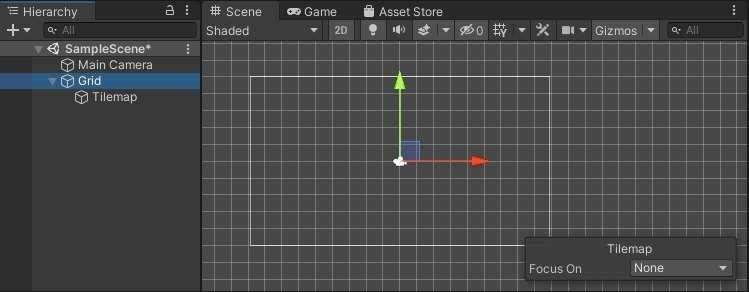 Hierarchy
All
SampleScene*
Main Camera
Grid
Tilemap
Scene Game Asset Store
Shaded 2D 0 Gizmos All
Tilemap
Focus On None